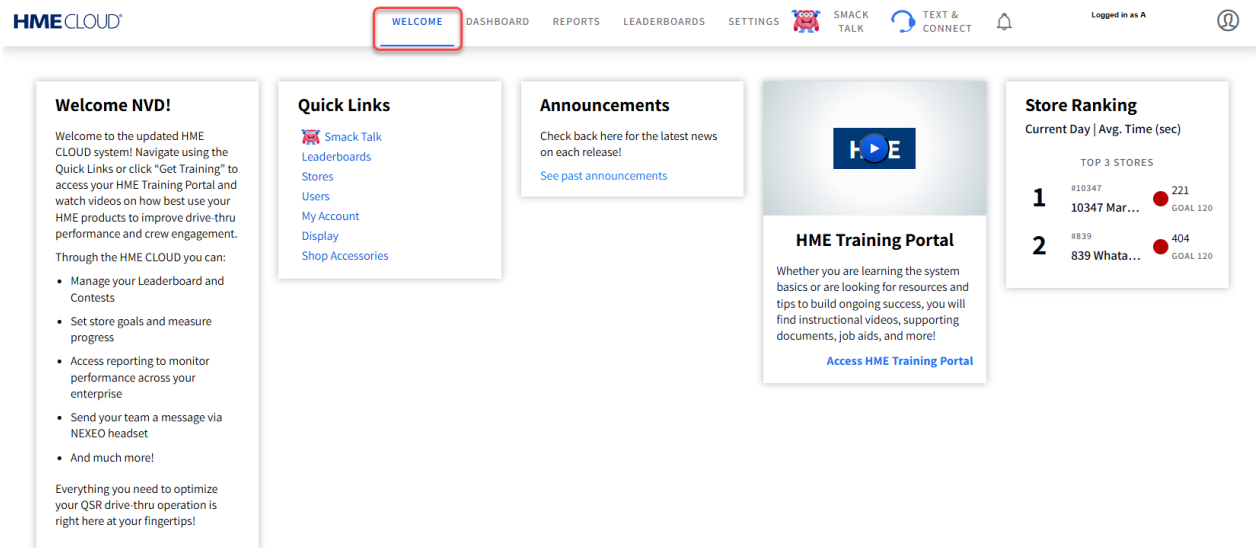 HME CLOUD®
WELCOME
DASHBOARD
REPORTS
LEADERBOARDS
SETTINGS
SMACK
TALK
TEXT &
CONNECT
Logged in as A
Welcome NVD!
Welcome to the updated HME
CLOUD system! Navigate using the
Quick Links or click “Get Training” to
access your HME Training Portal and
watch videos on how best use your
HME products to improve drive-thru
performance and crew engagement.
Through the HME CLOUD you can:
• Manage your Leaderboard and
Contests
• Set store goals and measure
progress
• Access reporting to monitor
performance across your
enterprise
• Send your team a message via
NEXEO headset
• And much more!
Everything you need to optimize
your QSR drive-thru operation is
right here at your fingertips!
Quick Links
Smack Talk
Leaderboards
Stores
Users
My Account
Display
Shop Accessories
Announcements
Check back here for the latest news
on each release!
See past announcements
HME
HME Training Portal
Whether you are learning the system
basics or are looking for resources and
tips to build ongoing success, you will
find instructional videos, supporting
documents, job aids, and more!
Access HME Training Portal
Store Ranking
Current Day | Avg. Time (sec)
TOP 3 STORES
1
#10347
10347 Mar...
221
GOAL 120
2
#839
839 Whata...
404
GOAL 120